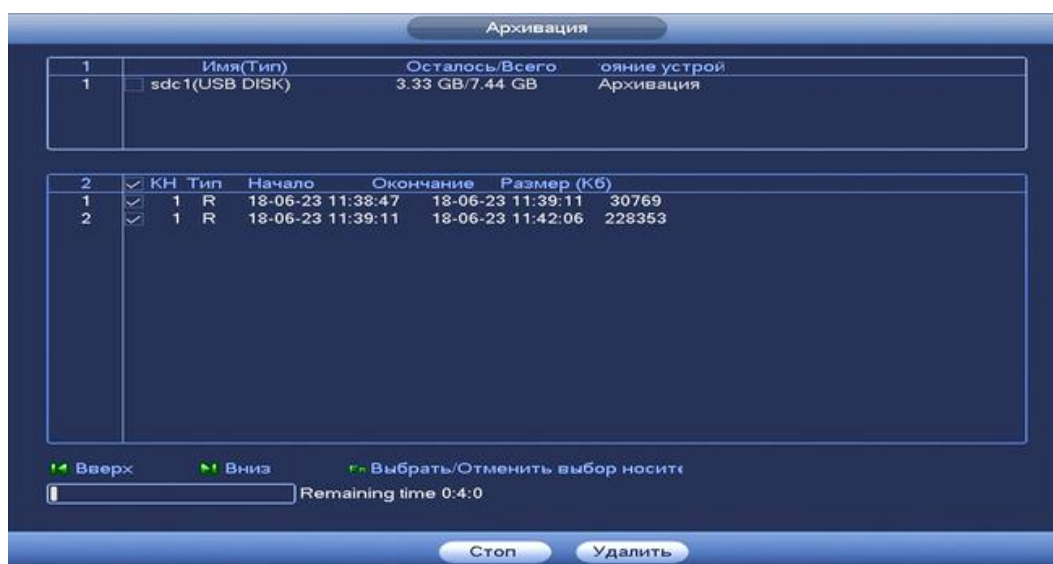 Архивация
1 Имя(Тип) Осталось/Всего ояние устрой
1 sdc1(USB DISK) 3.33 GB/7.44 GB Архивация
2 КН Тип Начало Окончание Размер (Кб)
1 1 R 18-06-23 11:38:47 18-06-23 11:39:11 30769
2 1 R 18-06-23 11:39:11 18-06-23 11:42:06 228353
Вверх Вниз Выбрать/Отменить выбор носите
Remaining time 0:4:0
Стоп Удалить